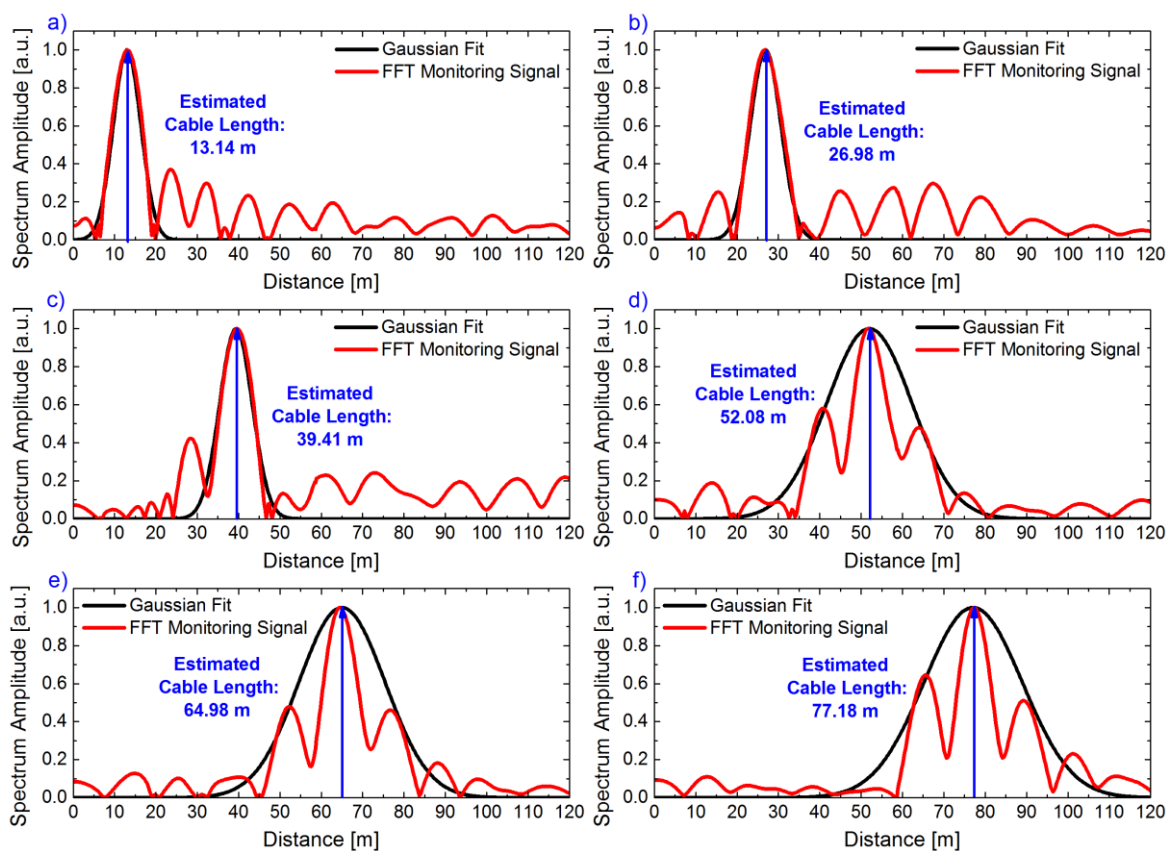 a)
Spectrum Amplitude [a.u.]
1.0
0.8
0.6
0.4
0.2
0.0
Gaussian Fit
FFT Monitoring Signal
Estimated
Cable Length:
13.14 m
0 10 20 30 40 50 60 70 80 90 100 110 120
Distance [m]
b)
Spectrum Amplitude [a.u.]
1.0
0.8
0.6
0.4
0.2
0.0
Gaussian Fit
FFT Monitoring Signal
Estimated
Cable Length:
26.98 m
0 10 20 30 40 50 60 70 80 90 100 110 120
Distance [m]
c)
Spectrum Amplitude [a.u.]
1.0
0.8
0.6
0.4
0.2
0.0
Gaussian Fit
FFT Monitoring Signal
Estimated
Cable Length:
39.41 m
0 10 20 30 40 50 60 70 80 90 100 110 120
Distance [m]
d)
Spectrum Amplitude [a.u.]
1.0
0.8
0.6
0.4
0.2
0.0
Gaussian Fit
FFT Monitoring Signal
Estimated
Cable Length:
52.08 m
0 10 20 30 40 50 60 70 80 90 100 110 120
Distance [m]
e)
Spectrum Amplitude [a.u.]
1.0
0.8
0.6
0.4
0.2
0.0
Gaussian Fit
FFT Monitoring Signal
Estimated
Cable Length:
64.98 m
0 10 20 30 40 50 60 70 80 90 100 110 120
Distance [m]
f)
Spectrum Amplitude [a.u.]
1.0
0.8
0.6
0.4
0.2
0.0
Gaussian Fit
FFT Monitoring Signal
Estimated
Cable Length:
77.18 m
0 10 20 30 40 50 60 70 80 90 100 110 120
Distance [m]